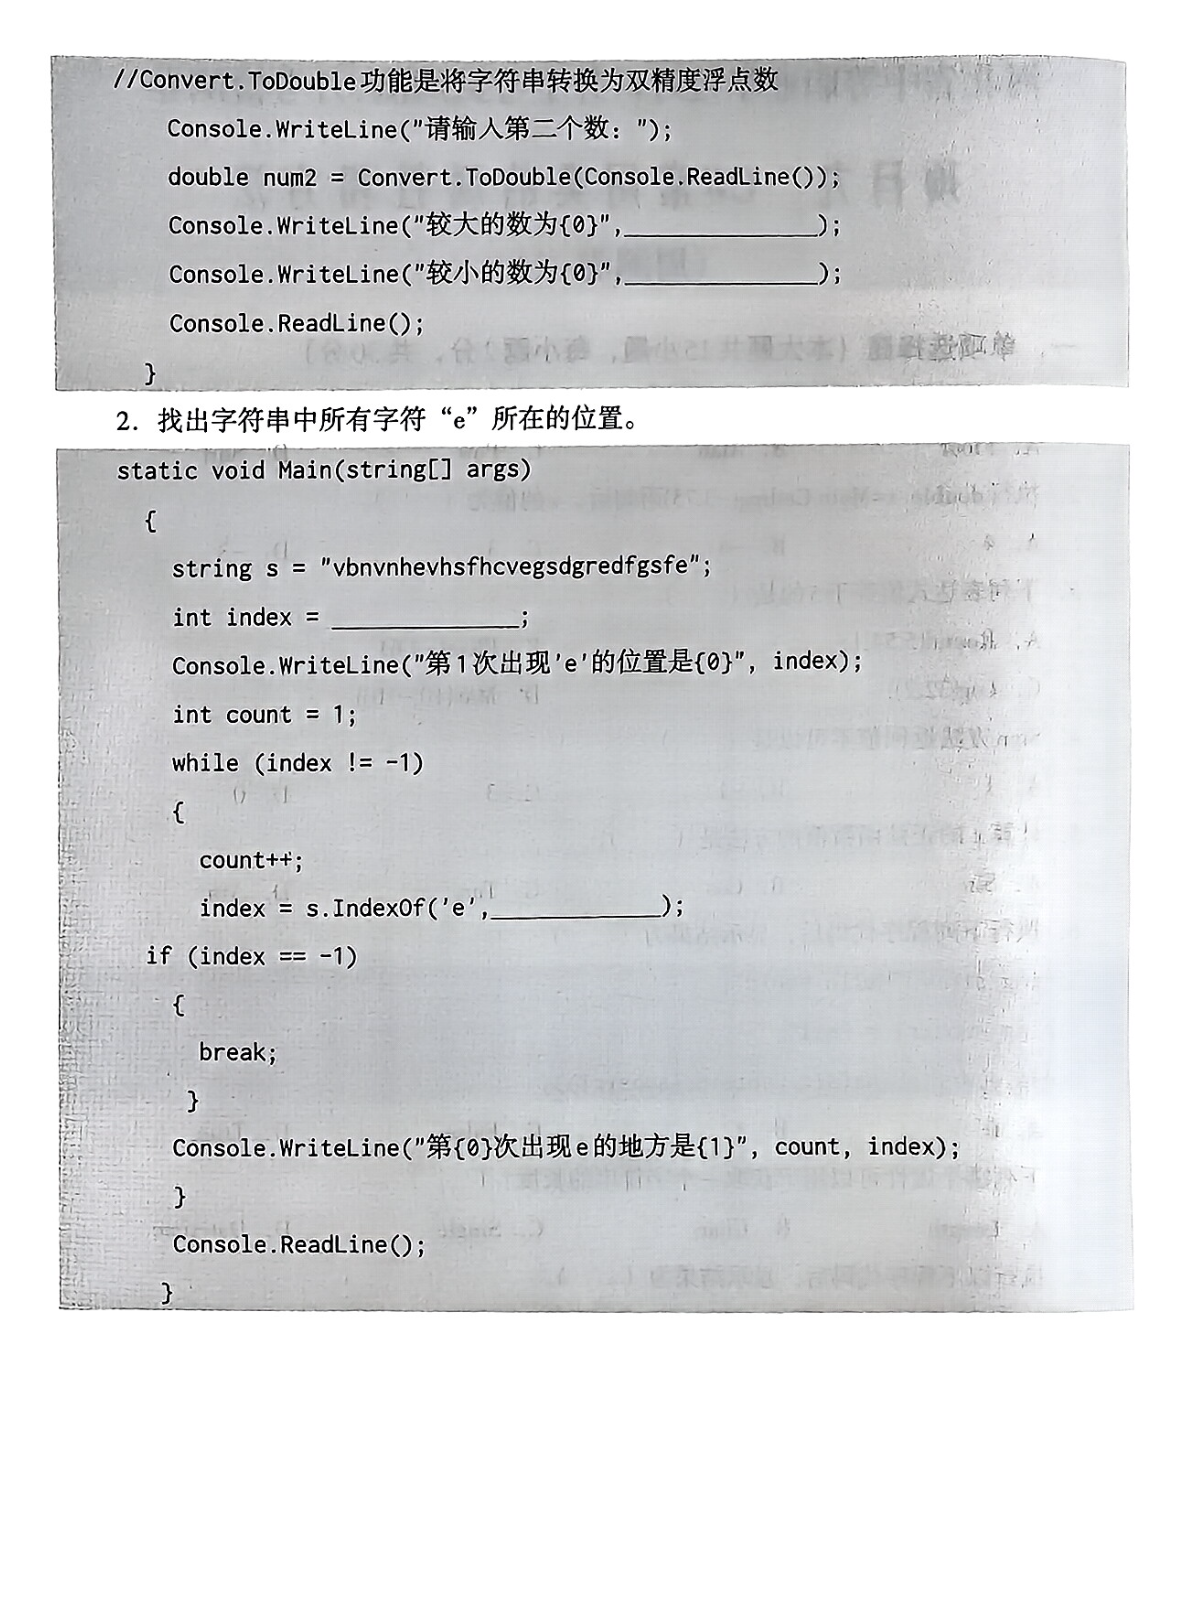 //Convert.ToDouble功能是将字符串转换为双精度浮点数
Console.WriteLine("请输入第二个数：");
double num2 = Convert.ToDouble(Console.ReadLine());
Console.WriteLine("较大的数为{0}",______________);
Console.WriteLine("较小的数为{0}",______________);
Console.ReadLine();
}
2．找出字符串中所有字符“e”所在的位置。
static void Main(string[] args)
{
string s = "vbnvnhevhsfhcvegsdgredfgsfe";
int index = ______________;
Console.WriteLine("第1次出现'e'的位置是{0}", index);
int count = 1;
while (index != -1)
{
count++;
index = s.IndexOf('e',____________);
if (index == -1)
{
break;
}
Console.WriteLine("第{0}次出现e的地方是{1}", count, index);
}
Console.ReadLine();
}